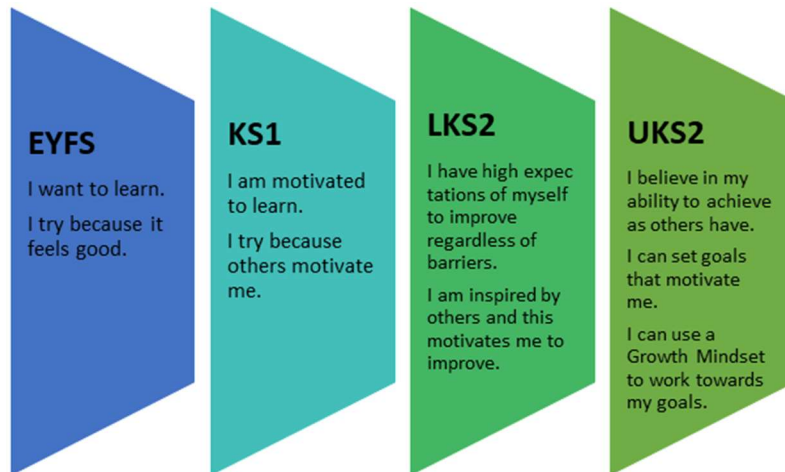 EYFS
I want to learn.
I try because it
feels good.
KS1
I am motivated
to learn.
I try because
others motivate
me.
LKS2
I have high expec
tations of myself
to improve
regardless of
barriers.
I am inspired by
others and this
motivates me to
improve.
UKS2
I believe in my
ability to achieve
as others have.
I can set goals
that motivate
me.
I can use a
Growth Mindset
to work towards
my goals.